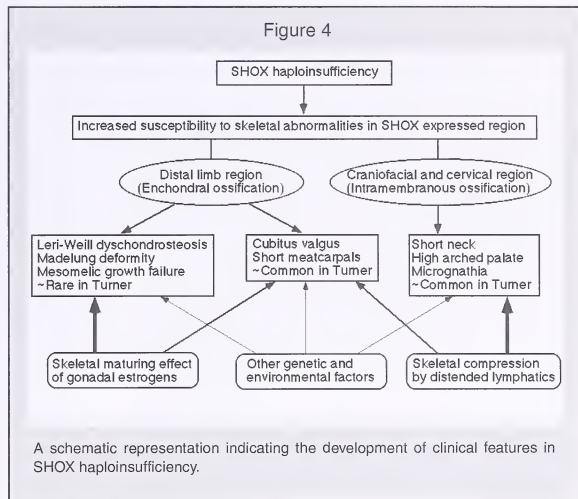 Figure 4
SHOX haploinsufficiency
Increased susceptibility to skeletal abnormalities in SHOX expressed region
Distal limb region
(Enchondral ossification)
Craniofacial and cervical region
(Intramembranous ossification)
Leri-Weill dyschondrosteosis
Madelung deformity
Mesomelic growth failure
~Rare in Turner
Cubitus valgus
Short meatcarpals
~Common in Turner
Short neck
High arched palate
Micrognathia
~Common in Turner
Skeletal maturing effect
of gonadal estrogens
Other genetic and
environmental factors
Skeletal compression
by distended lymphatics
A schematic representation indicating the development of clinical features in
SHOX haploinsufficiency.